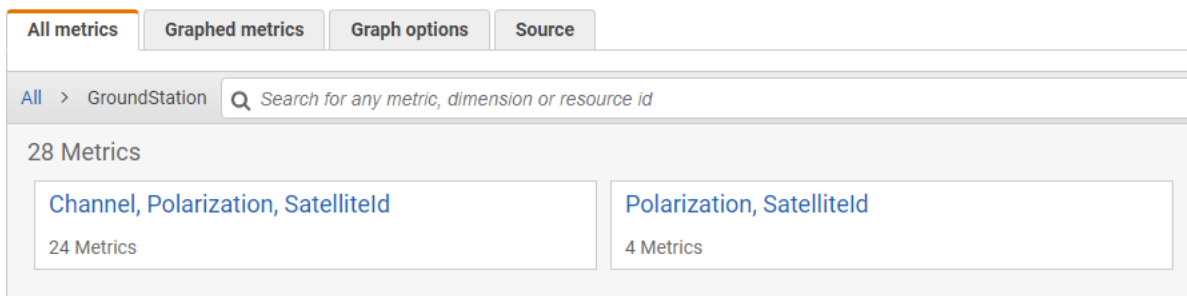 All metrics Graphed metrics Graph options Source
All > GroundStation Search for any metric, dimension or resource id
28 Metrics
Channel, Polarization, SatelliteId Polarization, SatelliteId
24 Metrics 4 Metrics